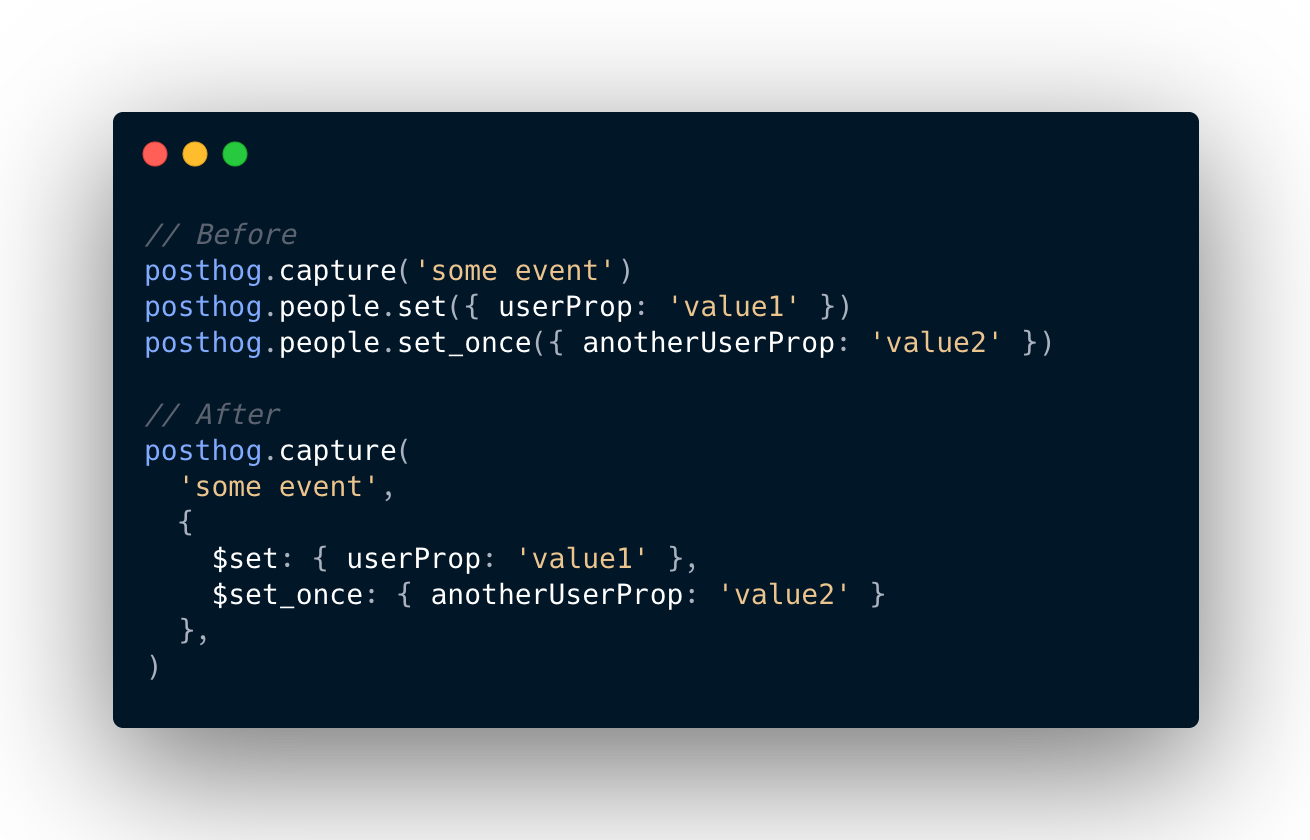 // Before
posthog.capture('some event')
posthog.people.set({ userProp: 'value1' })
posthog.people.set_once({ anotherUserProp: 'value2' })

// After
posthog.capture(
  'some event',
  {
    $set: { userProp: 'value1' },
    $set_once: { anotherUserProp: 'value2' }
  },
)